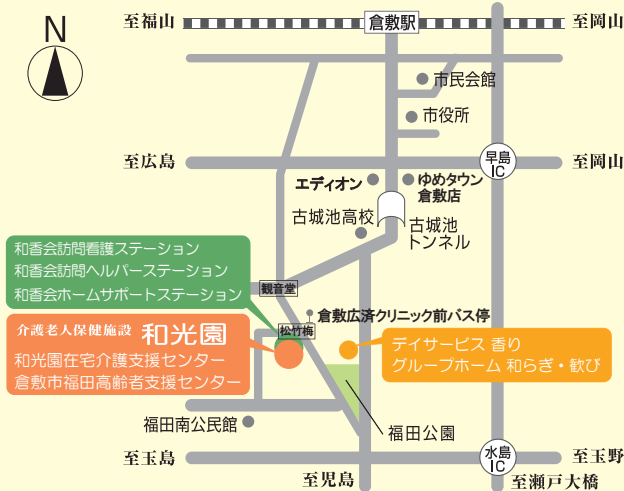 至福山
倉敷駅
至岡山
N
市民会館
市役所
至広島
早島
IC
至岡山
エディオン
ゆめタウン
倉敷店
古城池高校
古城池
トンネル
和香会訪問看護ステーション
和香会訪問ヘルパーステーション
和香会ホームサポートステーション
観音堂
倉敷広済クリニック前バス停
松竹梅
介護老人保健施設 和光園
和光園在宅介護支援センター
倉敷市福田高齢者支援センター
デイサービス 香り
グループホーム 和らぎ・歓び
福田南公民館
福田公園
至玉島
水島
IC
至玉野
至児島
至瀬戸大橋